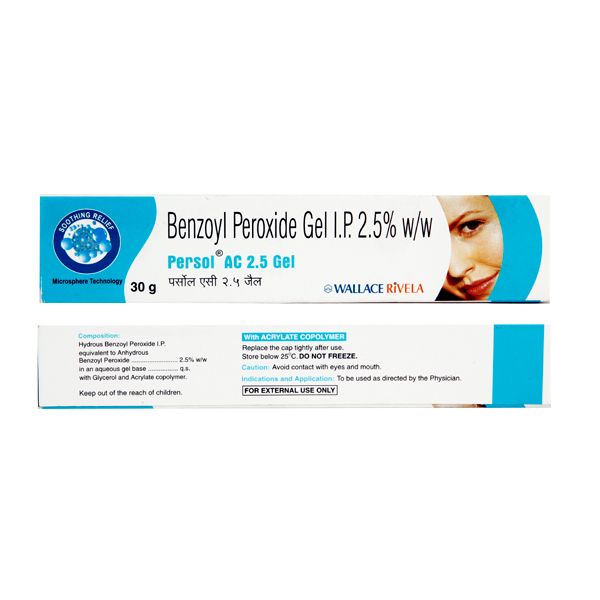 SOOTHING RELIEF
Microsphere Technology
30 g
Benzoyl Peroxide Gel I.P. 2.5% w/w
Persol® AC 2.5 Gel
पर्सोल एसी २.५ जैल
WALLACE RiVELA
Composition:
Hydrous Benzoyl Peroxide I.P.
equivalent to Anhydrous
Benzoyl Peroxide ........................ 2.5% w/w
in an aqueous gel base ................. q.s.
with Glycerol and Acrylate copolymer.
Keep out of the reach of children.
With ACRYLATE COPOLYMER
Replace the cap tightly after use.
Store below 25°C. DO NOT FREEZE.
Caution: Avoid contact with eyes and mouth.
Indications and Application: To be used as directed by the Physician.
FOR EXTERNAL USE ONLY